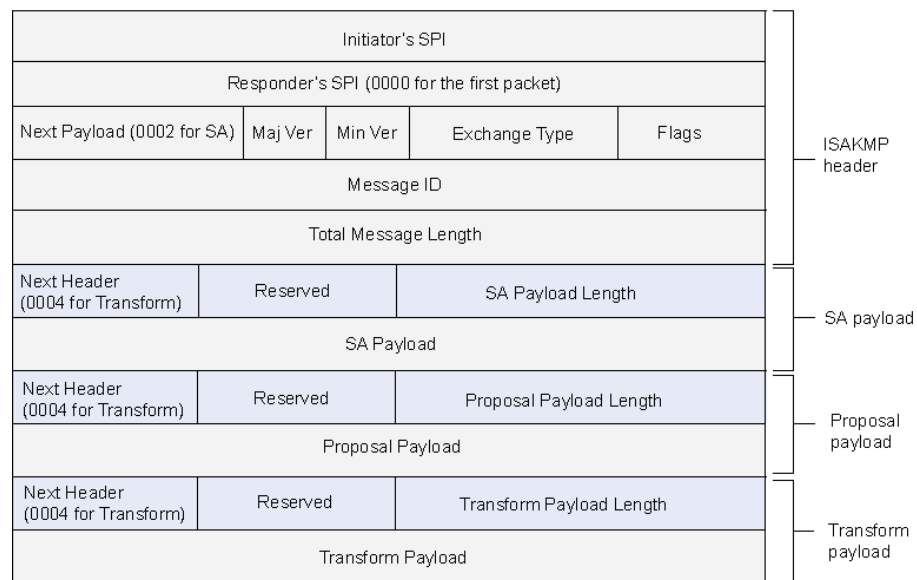 Initiator's SPI
Responder's SPI (0000 for the first packet)
Next Payload (0002 for SA)
Maj Ver
Min Ver
Exchange Type
Flags
ISAKMP
header
Message ID
Total Message Length
Next Header
(0004 for Transform)
Reserved
SA Payload Length
SA Payload
SA payload
Next Header
(0004 for Transform)
Reserved
Proposal Payload Length
Proposal Payload
Proposal
payload
Next Header
(0004 for Transform)
Reserved
Transform Payload Length
Transform Payload
Transform
payload